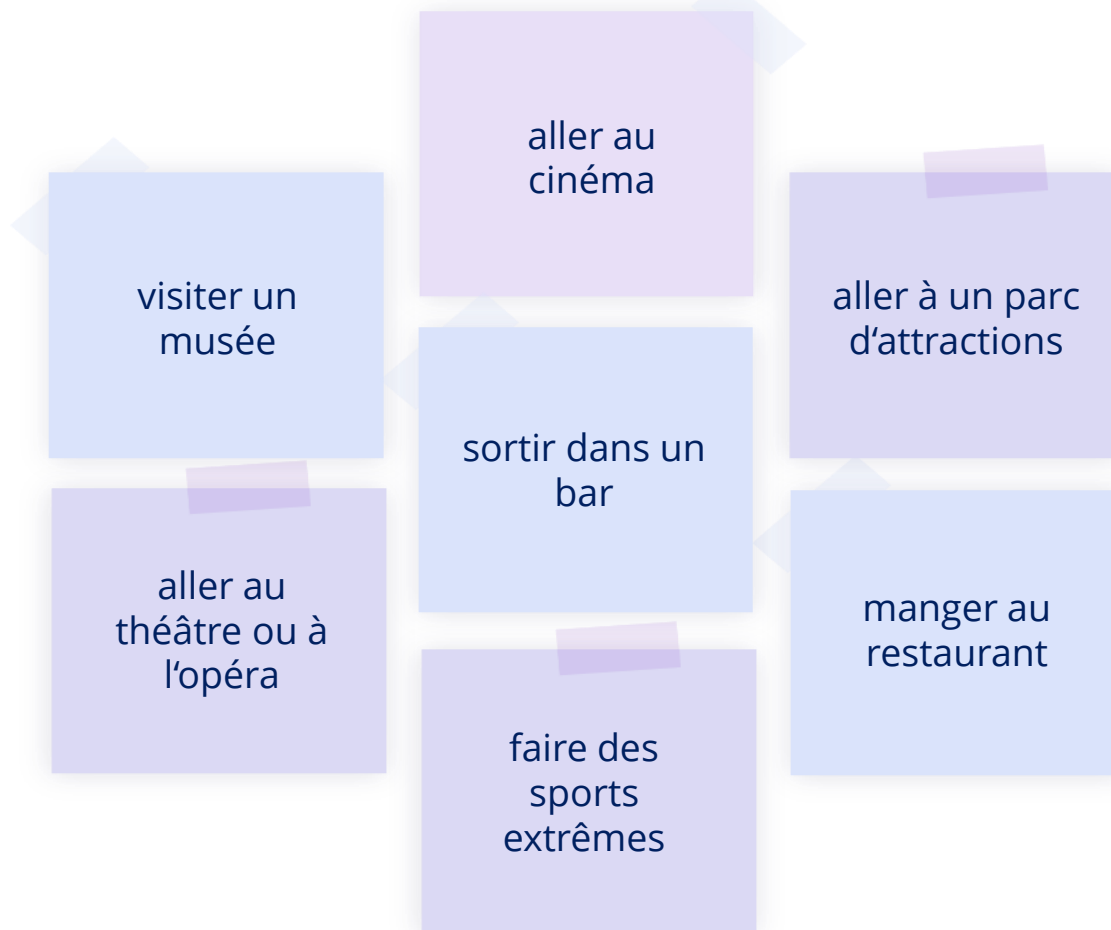 aller au
cinéma
visiter un
musée
aller à un parc
d‘attractions
sortir dans un
bar
aller au
théâtre ou à
l‘opéra
manger au
restaurant
faire des
sports
extrêmes